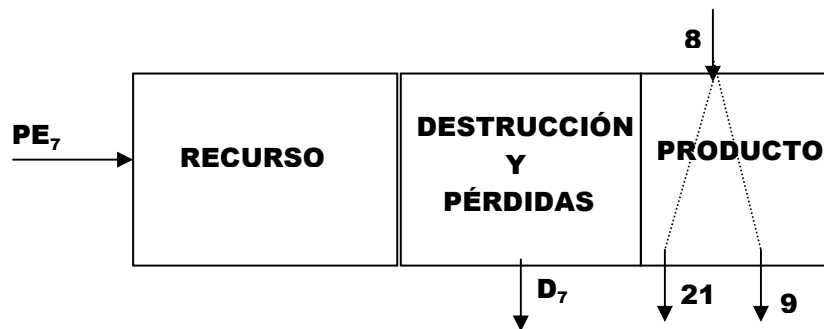 8
PE₇
RECURSO
DESTRUCCIÓN
Y
PÉRDIDAS
PRODUCTO
D₇
21
9